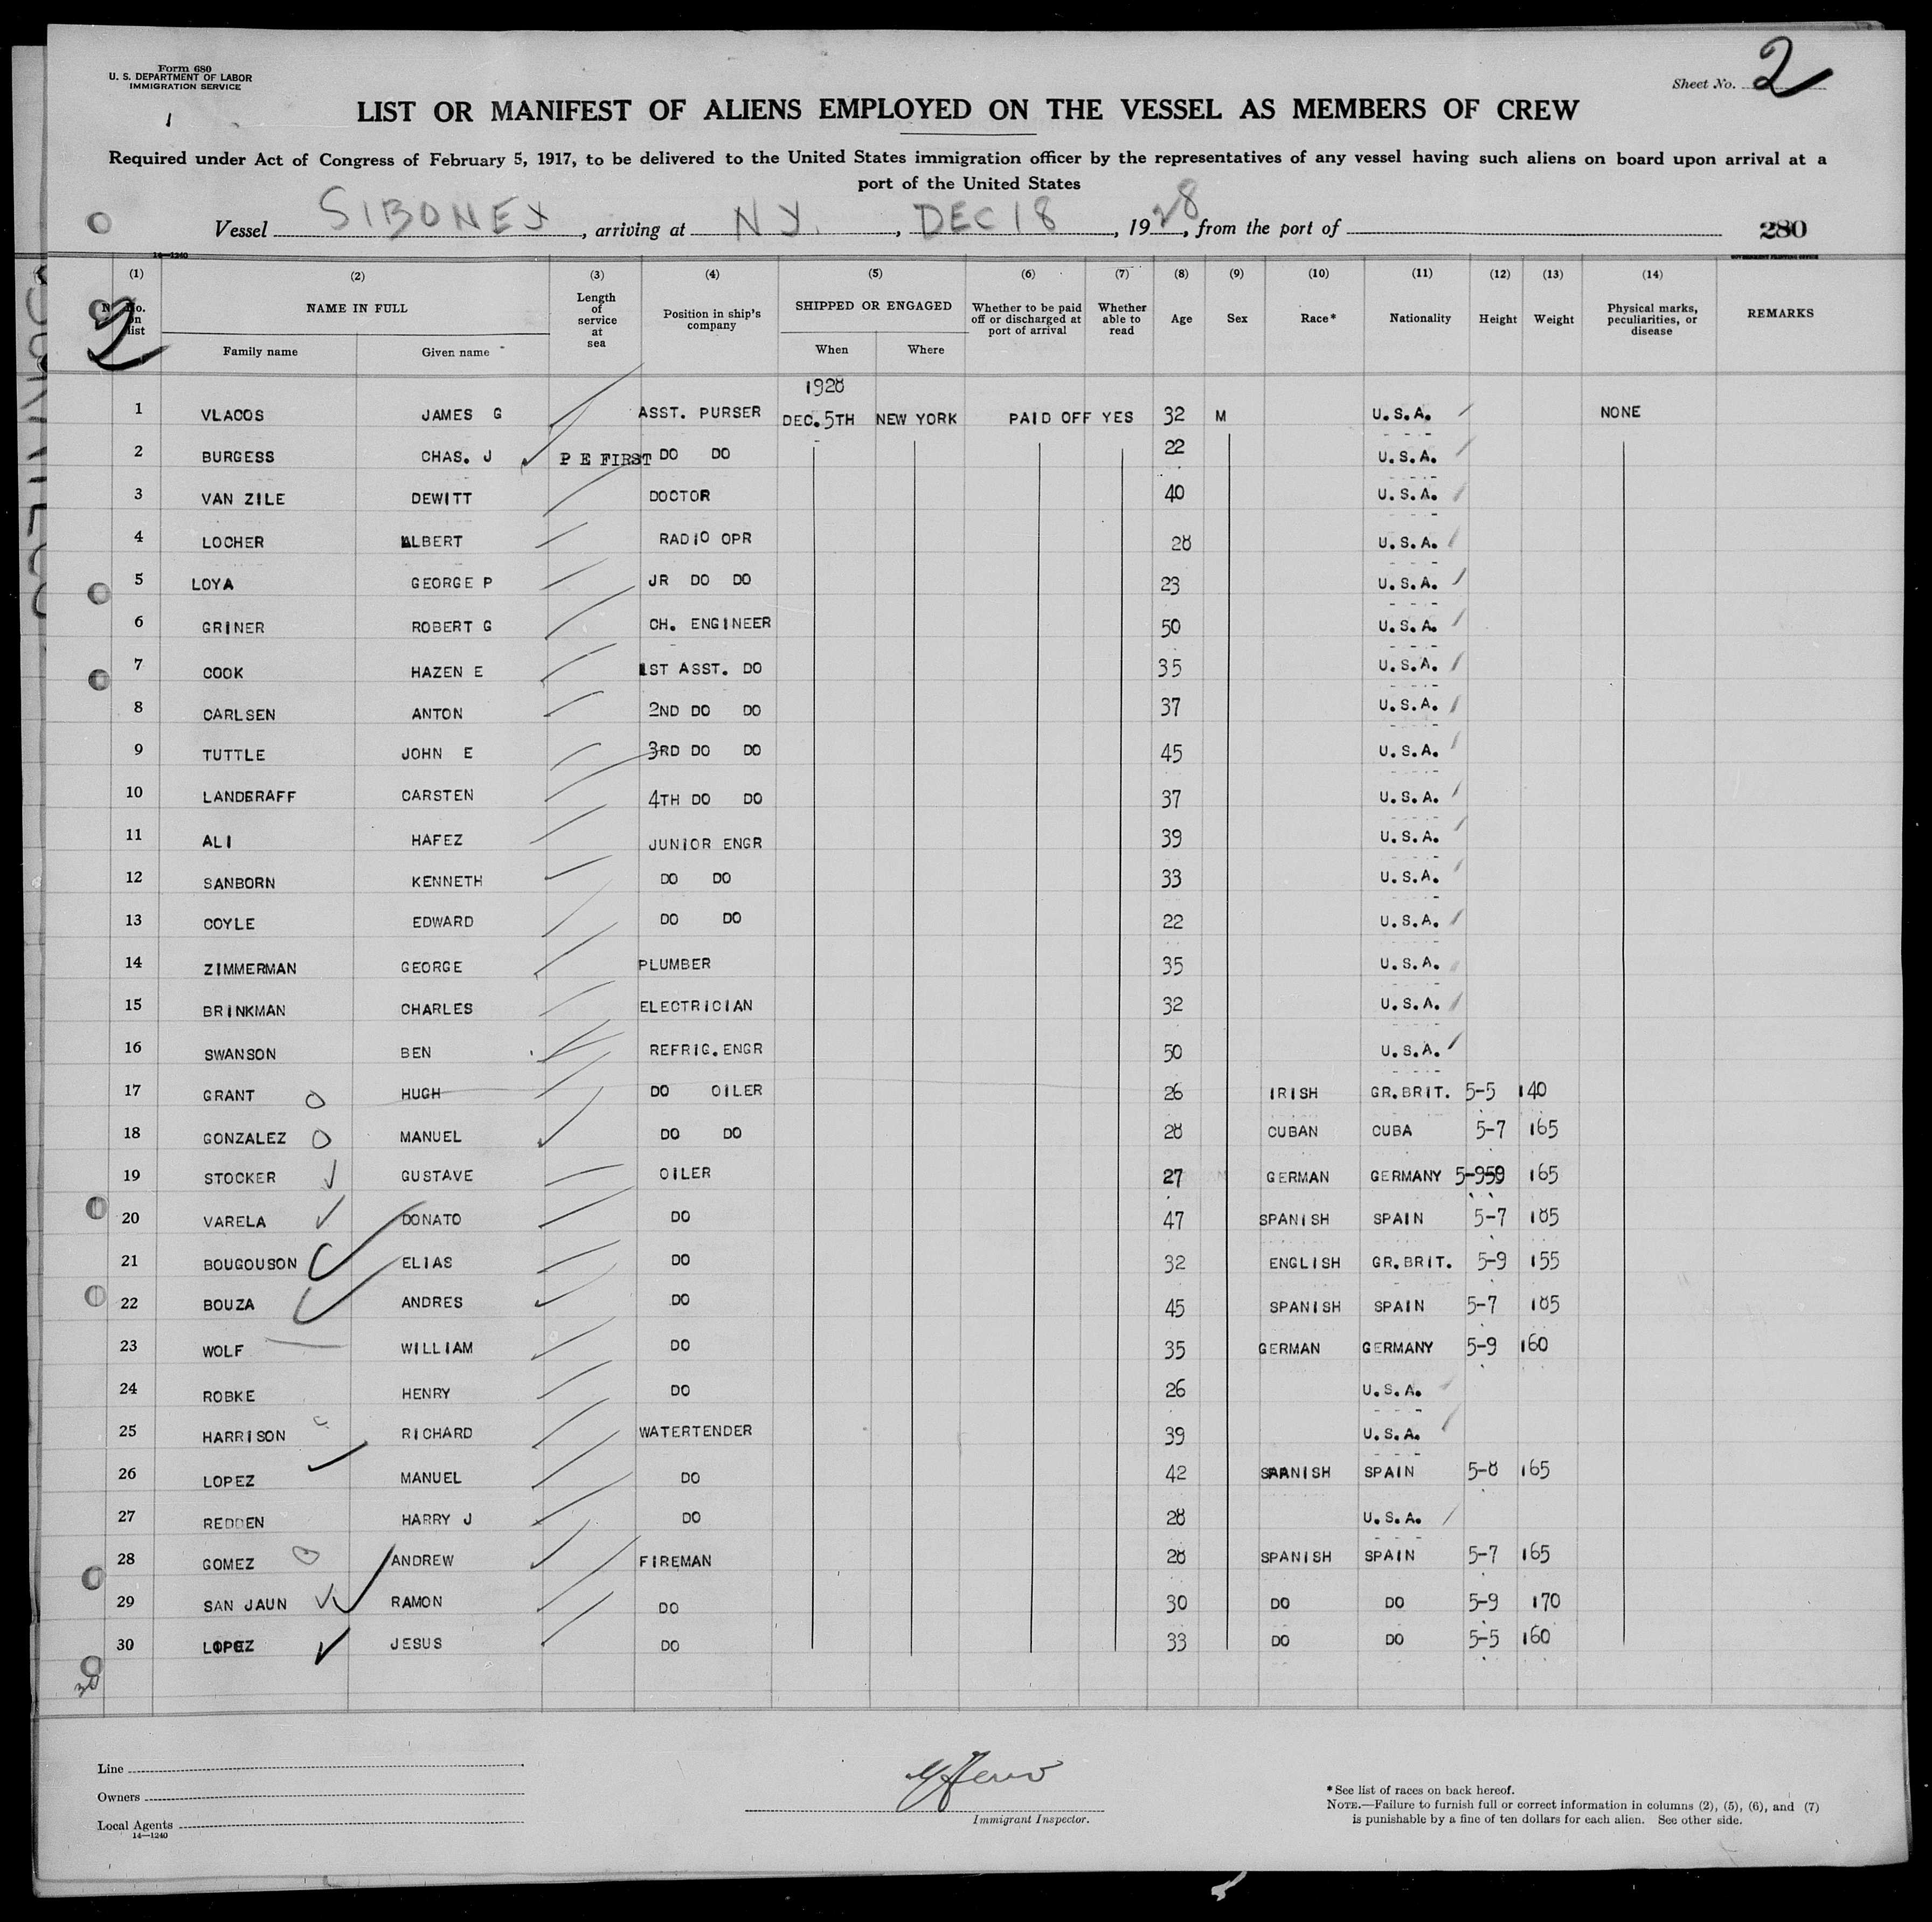 Form 680
U. S. DEPARTMENT OF LABOR
IMMIGRATION SERVICE
Sheet No. 2
LIST OR MANIFEST OF ALIENS EMPLOYED ON THE VESSEL AS MEMBERS OF CREW
Required under Act of Congress of February 5, 1917, to be delivered to the United States immigration officer by the representatives of any vessel having such aliens on board upon arrival at a
port of the United States
Vessel SIBONEY, arriving at N.Y., DEC 18, 1928, from the port of
280
14—1240
GOVERNMENT PRINTING OFFICE
(1) (2) (3) (4) (5) (6) (7) (8) (9) (10) (11) (12) (13) (14)
No. on list NAME IN FULL Length of service at sea Position in ship's company SHIPPED OR ENGAGED Whether to be paid off or discharged at port of arrival Whether able to read Age Sex Race* Nationality Height Weight Physical marks, peculiarities, or disease REMARKS
2
Family name Given name When Where
1928
1 VLACOS JAMES G ASST. PURSER DEC. 5TH NEW YORK PAID OFF YES 32 M U.S.A. NONE
2 BURGESS CHAS. J P E FIRST DO DO 22 U.S.A.
3 VAN ZILE DEWITT DOCTOR 40 U.S.A.
4 LOCHER ALBERT RADIO OPR 28 U.S.A.
5 LOYA GEORGE P JR DO DO 23 U.S.A.
6 GRINER ROBERT G CH. ENGINEER 50 U.S.A.
7 COOK HAZEN E 1ST ASST. DO 35 U.S.A.
8 CARLSEN ANTON 2ND DO DO 37 U.S.A.
9 TUTTLE JOHN E 3RD DO DO 45 U.S.A.
10 LANDGRAFF CARSTEN 4TH DO DO 37 U.S.A.
11 ALI HAFEZ JUNIOR ENGR 39 U.S.A.
12 SANBORN KENNETH DO DO 33 U.S.A.
13 COYLE EDWARD DO DO 22 U.S.A.
14 ZIMMERMAN GEORGE PLUMBER 35 U.S.A.
15 BRINKMAN CHARLES ELECTRICIAN 32 U.S.A.
16 SWANSON BEN REFRIG. ENGR 50 U.S.A.
17 GRANT HUGH DO OILER 26 IRISH GR. BRIT. 5-5 140
18 GONZALEZ MANUEL DO DO 28 CUBAN CUBA 5-7 165
19 STOCKER GUSTAVE OILER 27 GERMAN GERMANY 5-959 165
20 VARELA DONATO DO 47 SPANISH SPAIN 5-7 185
21 BOUGOUSON ELIAS DO 32 ENGLISH GR. BRIT. 5-9 155
22 BOUZA ANDRES DO 45 SPANISH SPAIN 5-7 185
23 WOLF WILLIAM DO 35 GERMAN GERMANY 5-9 160
24 ROBKE HENRY DO 26 U.S.A.
25 HARRISON RICHARD WATERTENDER 39 U.S.A.
26 LOPEZ MANUEL DO 42 SPANISH SPAIN 5-8 165
27 REDDEN HARRY J DO 28 U.S.A.
28 GOMEZ ANDREW FIREMAN 28 SPANISH SPAIN 5-7 165
29 SAN JAUN RAMON DO 30 DO DO 5-9 170
30 LOPEZ JESUS DO 33 DO DO 5-5 160
30
Line
Owners
Local Agents
14—1240
Immigrant Inspector.
*See list of races on back hereof.
NOTE.—Failure to furnish full or correct information in columns (2), (5), (6), and (7)
is punishable by a fine of ten dollars for each alien. See other side.